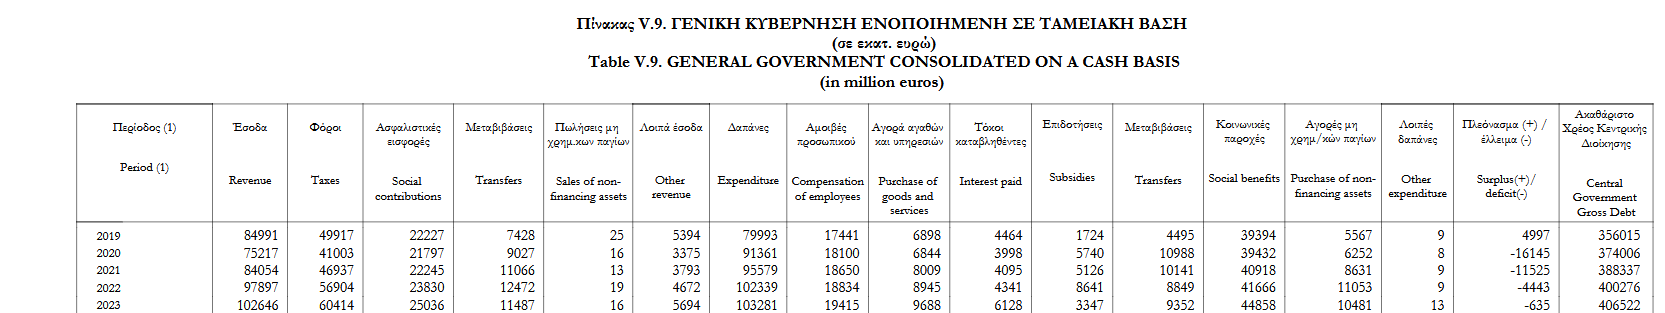 Πίνακας V.9. ΓΕΝΙΚΗ ΚΥΒΕΡΝΗΣΗ ΕΝΟΠΟΙΗΜΕΝΗ ΣΕ ΤΑΜΕΙΑΚΗ ΒΑΣΗ
(σε εκατ. ευρώ)
Table V.9. GENERAL GOVERNMENT CONSOLIDATED ON A CASH BASIS
(in million euros)
Περίοδος (1) Έσοδα Φόροι Ασφαλιστικές εισφορές Μεταβιβάσεις Πωλήσεις μη χρημ.κων παγίων Λοιπά έσοδα Δαπάνες Αμοιβές προσωπικού Αγορά αγαθών και υπηρεσιών Τόκοι καταβληθέντες Επιδοτήσεις Μεταβιβάσεις Κοινωνικές παροχές Αγορές μη χρημ/κών παγίων Λοιπές δαπάνες Πλεόνασμα (+) / έλλειμα (-) Ακαθάριστο Χρέος Κεντρικής Διοίκησης
Period (1) Revenue Taxes Social contributions Transfers Sales of non-financing assets Other revenue Expenditure Compensation of employees Purchase of goods and services Interest paid Subsidies Transfers Social benefits Purchase of non-financing assets Other expenditure Surplus(+)/ deficit(-) Central Government Gross Debt
2019 84991 49917 22227 7428 25 5394 79993 17441 6898 4464 1724 4495 39394 5567 9 4997 356015
2020 75217 41003 21797 9027 16 3375 91361 18100 6844 3998 5740 10988 39432 6252 8 -16145 374006
2021 84054 46937 22245 11066 13 3793 95579 18650 8009 4095 5126 10141 40918 8631 9 -11525 388337
2022 97897 56904 23830 12472 19 4672 102339 18834 8945 4341 8641 8849 41666 11053 9 -4443 400276
2023 102646 60414 25036 11487 16 5694 103281 19415 9688 6128 3347 9352 44858 10481 13 -635 406522